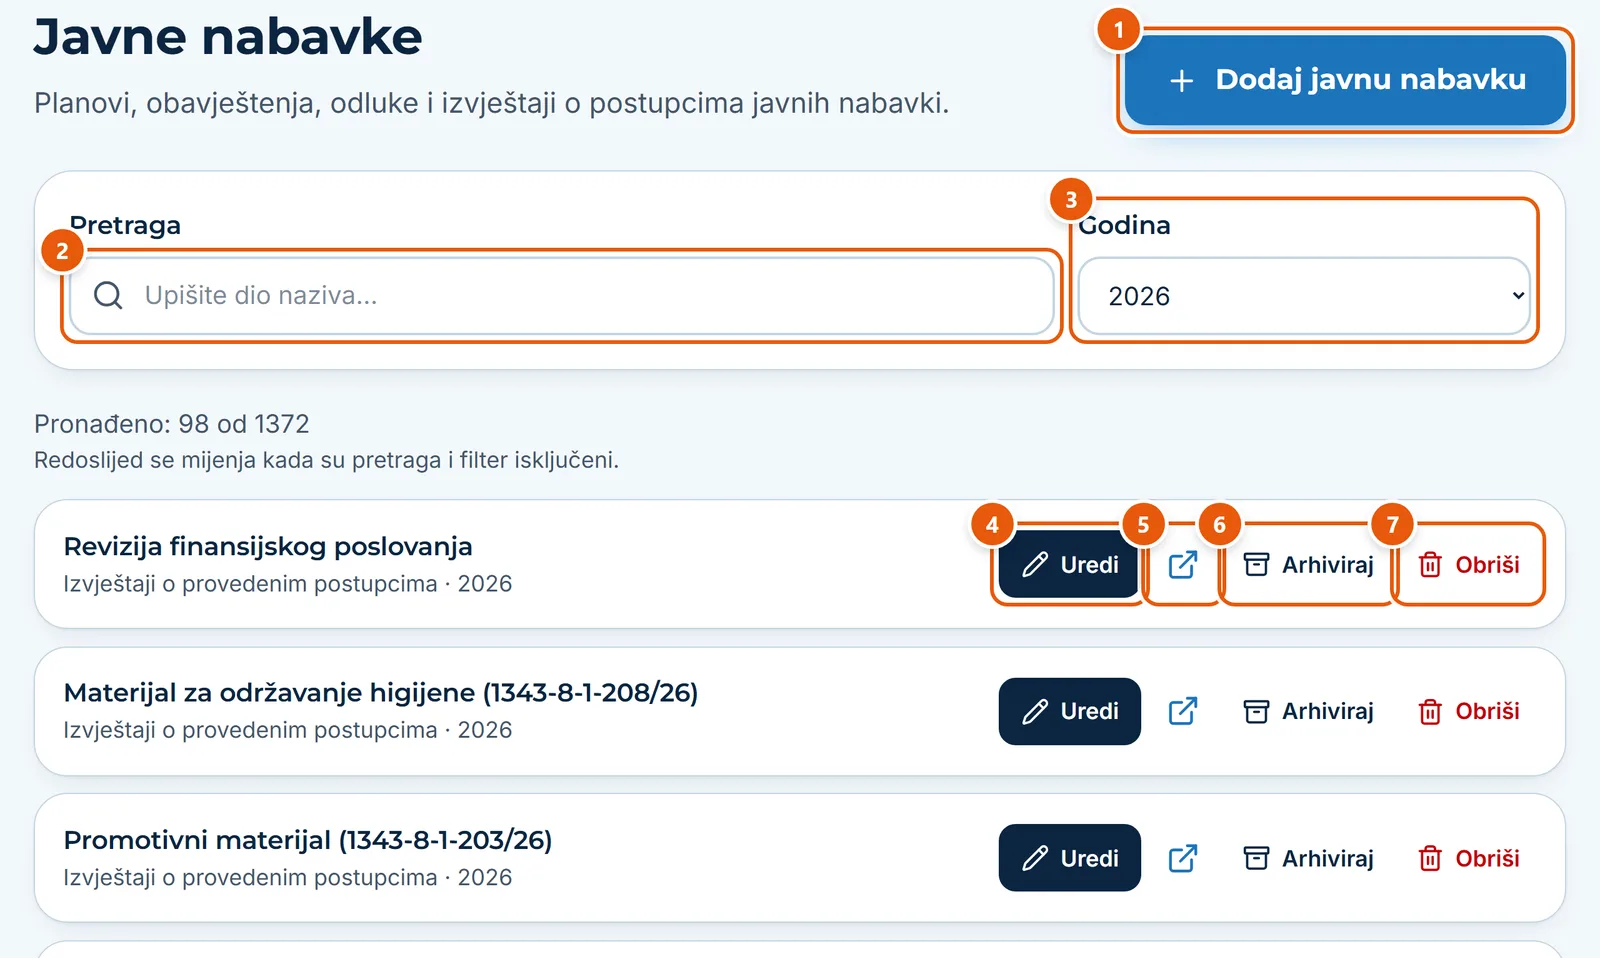 Javne nabavke
1
+ Dodaj javnu nabavku
Planovi, obavještenja, odluke i izvještaji o postupcima javnih nabavki.
Pretraga
3
Godina
2
Upišite dio naziva...
2026
Pronađeno: 98 od 1372
Redoslijed se mijenja kada su pretraga i filter isključeni.
4 5 6 7
Revizija finansijskog poslovanja
Izvještaji o provedenim postupcima · 2026
Uredi Arhiviraj Obriši
Materijal za održavanje higijene (1343-8-1-208/26)
Izvještaji o provedenim postupcima · 2026
Uredi Arhiviraj Obriši
Promotivni materijal (1343-8-1-203/26)
Izvještaji o provedenim postupcima · 2026
Uredi Arhiviraj Obriši